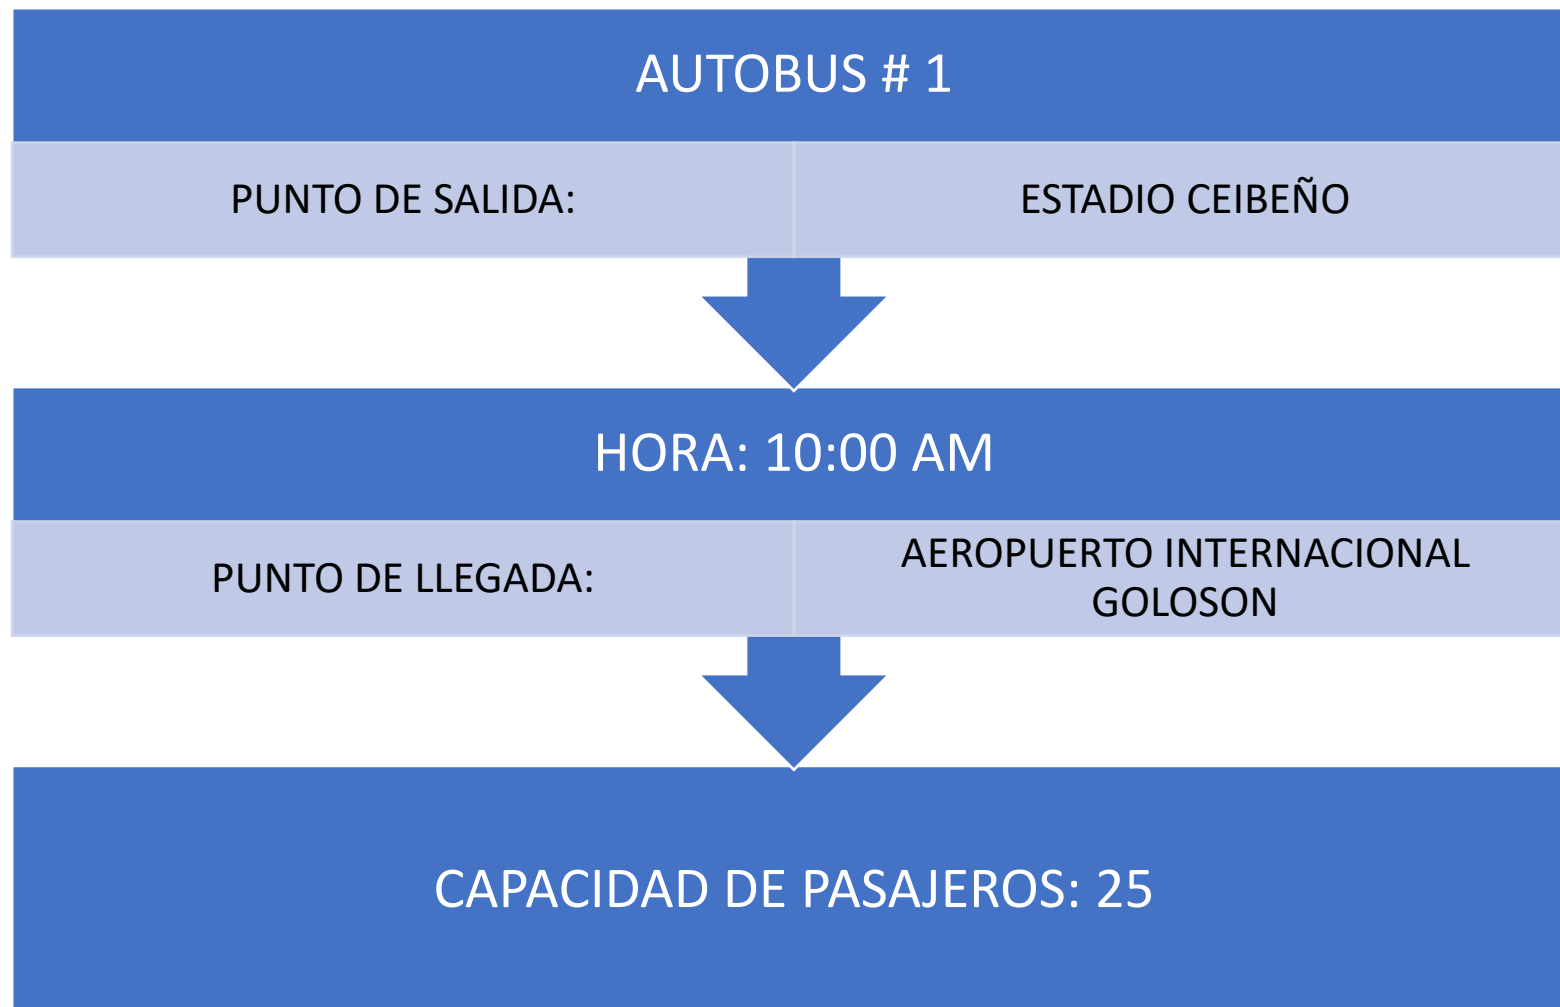 AUTOBUS # 1
PUNTO DE SALIDA:
ESTADIO CEIBEÑO
HORA: 10:00 AM
PUNTO DE LLEGADA:
AEROPUERTO INTERNACIONAL
GOLOSON
CAPACIDAD DE PASAJEROS: 25